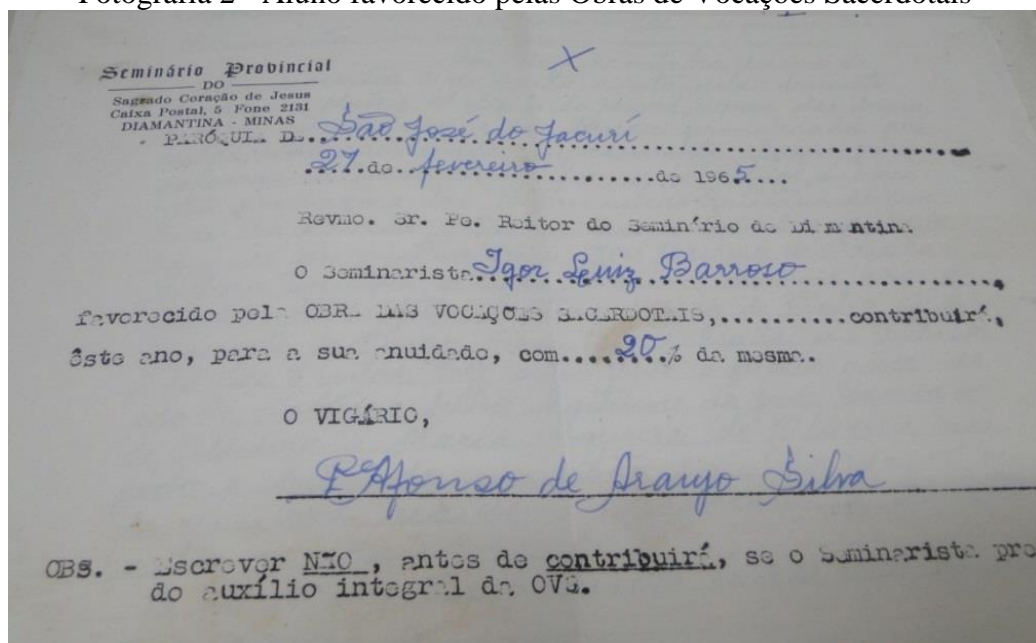 Fotografia 2 - Aluno favorecido pelas Obras de Vocações Sacerdotais
Seminário Provincial
DO
Sagrado Coração de Jesus
Caixa Postal, 5 Fone 2131
DIAMANTINA - MINAS
PARÓQUIA DE São José do Jacurí
27 de fevereiro de 1965
Revmo. Sr. Pe. Reitor do Seminário de Diamantina.
O Seminarista Igor Luiz Barroso
favorecido pela OBRA DAS VOCAÇÕES SACERDOTAIS,..........contribuirá,
êste ano, para a sua anuidade, com....20% da mesma.
O VIGÁRIO,
Pe Afonso de Araujo Silva
OBS. - Escrever NÃO, antes de contribuirá, se o Seminarista pro
do auxílio integral da OVS.